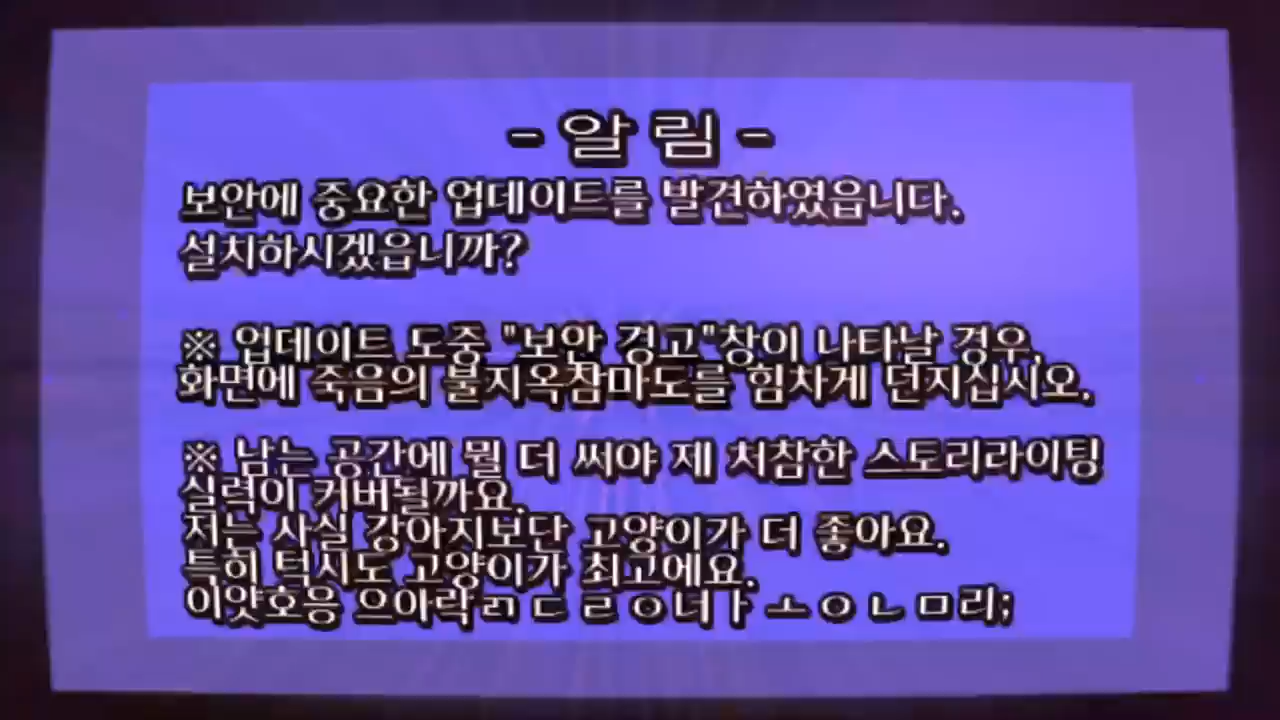 - 알 림 -
보안에 중요한 업데이트를 발견하였읍니다.
설치하시겠읍니까?
※ 업데이트 도중 "보안 경고"창이 나타날 경우,
화면에 죽음의 불지옥참마도를 힘차게 던지십시오.
※ 남는 공간에 뭘 더 써야 제 처참한 스토리라이팅
실력이 커버될까요.
저는 사실 강아지보단 고양이가 더 좋아요.
특히 턱시도 고양이가 최고에요.
이얏호응 으아락ㄺㄷㄹㅇ녀ㅏㅗㅇㄴㅁ리;